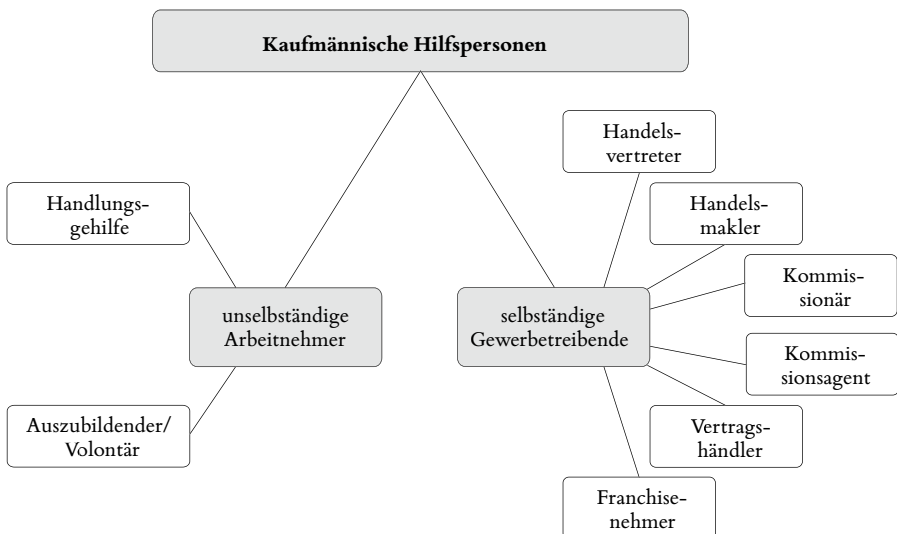 Kaufmännische Hilfspersonen
Handels-
vertreter
Handlungs-
gehilfe
Handels-
makler
Kommis-
sionär
unselbständige
Arbeitnehmer
selbständige
Gewerbetreibende
Kommis-
sionsagent
Auszubildender/
Volontär
Vertrags-
händler
Franchise-
nehmer